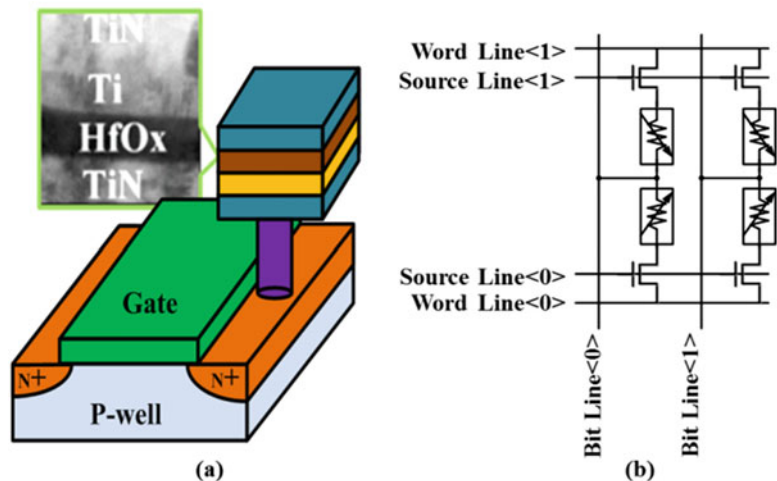 TiN
Ti
HfOx
TiN
Gate
N+
N+
P-well
(a)
Word Line<1>
Source Line<1>
Source Line<0>
Word Line<0>
Bit Line<0>
Bit Line<1>
(b)